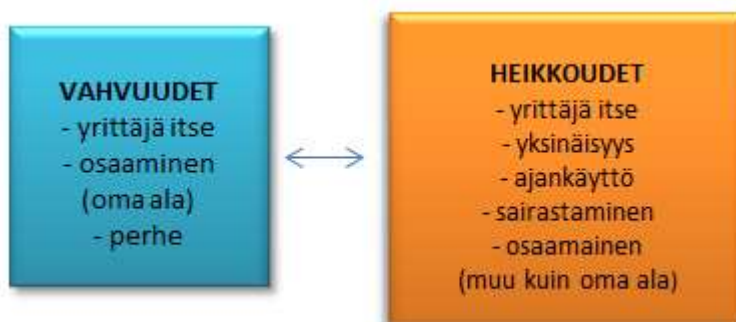 VAHVUUDET
- yrittäjä itse
- osaaminen
(oma ala)
- perhe
HEIKKOUDET
- yrittäjä itse
- yksinäisyys
- ajankäyttö
- sairastaminen
- osaamainen
(muu kuin oma ala)